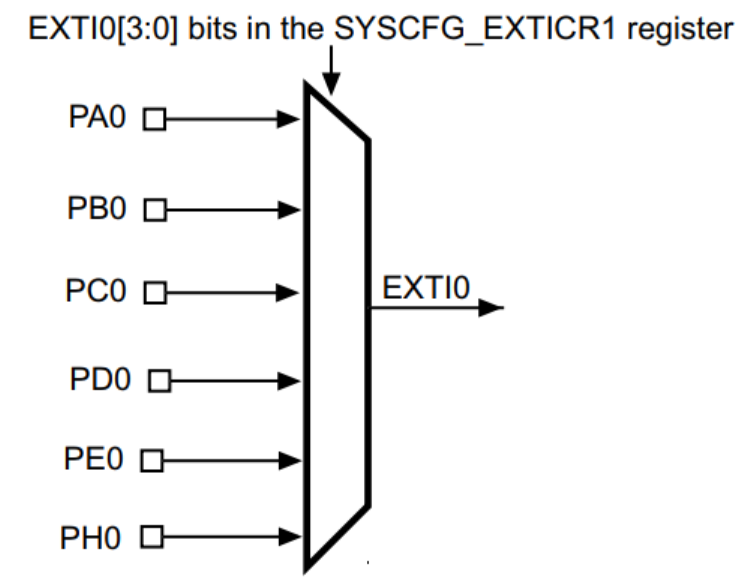 EXTI0[3:0] bits in the SYSCFG_EXTICR1 register
PA0
PB0
PC0
EXTI0
PD0
PE0
PH0